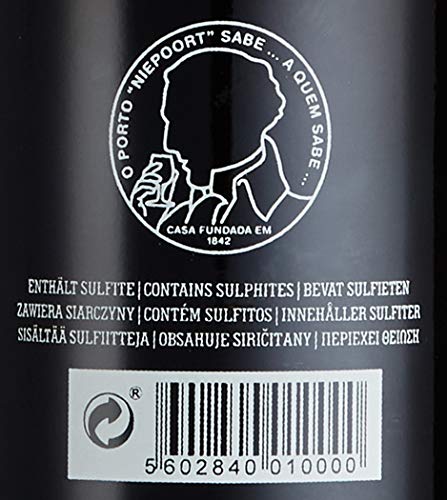 O PORTO "NIEPOORT" SABE ... A QUEM SABE ...
CASA FUNDADA EM
1842
ENTHÄLT SULFITE | CONTAINS SULPHITES | BEVAT SULFIETEN
ZAWIERA SIARCZYNY | CONTÉM SULFITOS | INNEHÅLLER SULFITER
SISÄLTÄÄ SULFIITTEJA | OBSAHUJE SIRIČITANY | ΠΕΡΙΕΧΕΙ ΘΕΙΩΣΗ
®
5 602840 010000